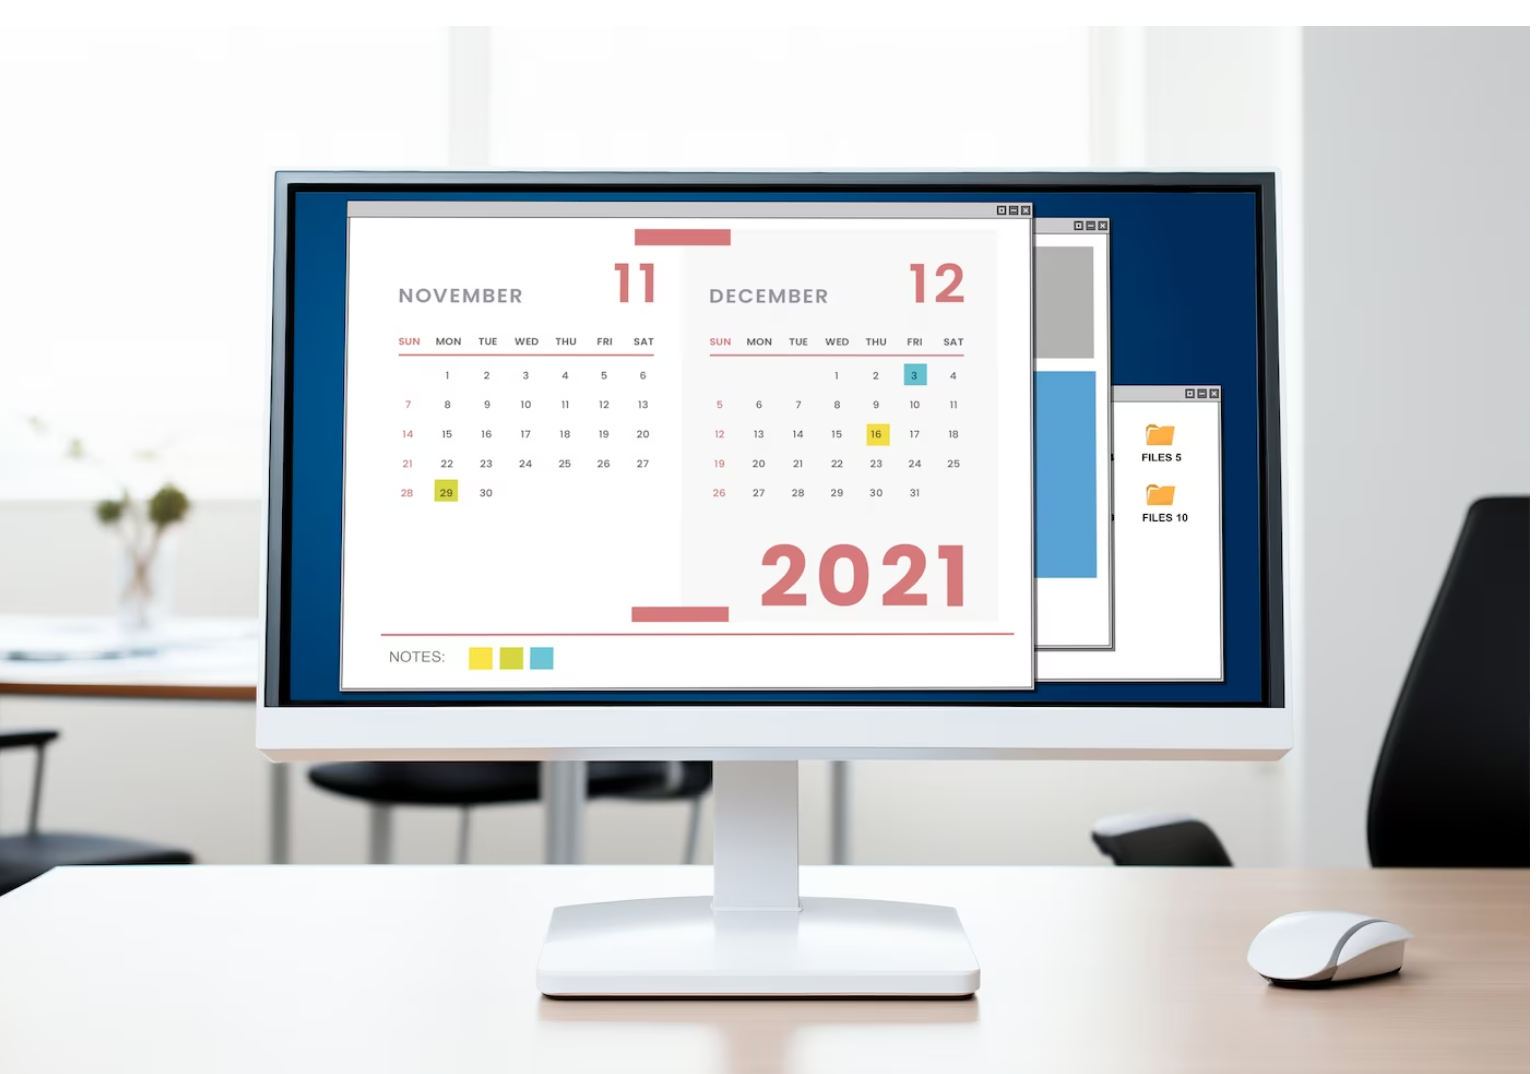 NOVEMBER 11
SUN MON TUE WED THU FRI SAT
1 2 3 4 5 6
7 8 9 10 11 12 13
14 15 16 17 18 19 20
21 22 23 24 25 26 27
28 29 30
DECEMBER 12
SUN MON TUE WED THU FRI SAT
1 2 3 4
5 6 7 8 9 10 11
12 13 14 15 16 17 18
19 20 21 22 23 24 25
26 27 28 29 30 31
2021
NOTES:
FILES 5
FILES 10